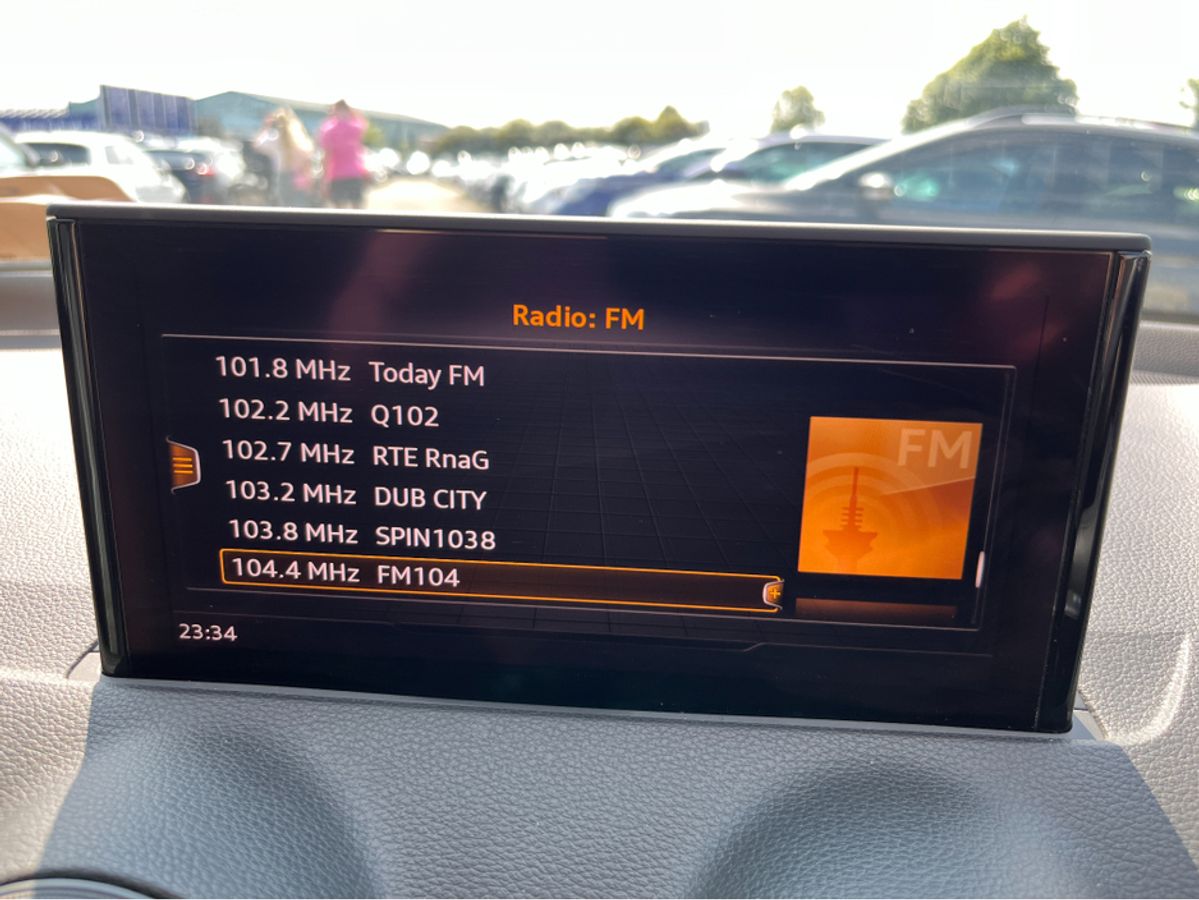 Radio: FM
101.8 MHz Today FM
102.2 MHz Q102
102.7 MHz RTE RnaG
103.2 MHz DUB CITY
103.8 MHz SPIN1038
104.4 MHz FM104
FM
23:34